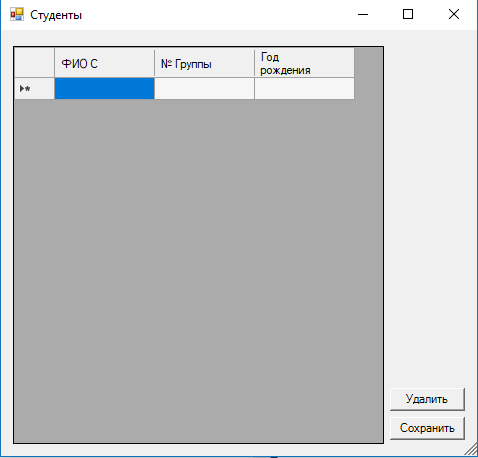 Студенты
ФИО С
№ Группы
Год
рождения
Удалить
Сохранить